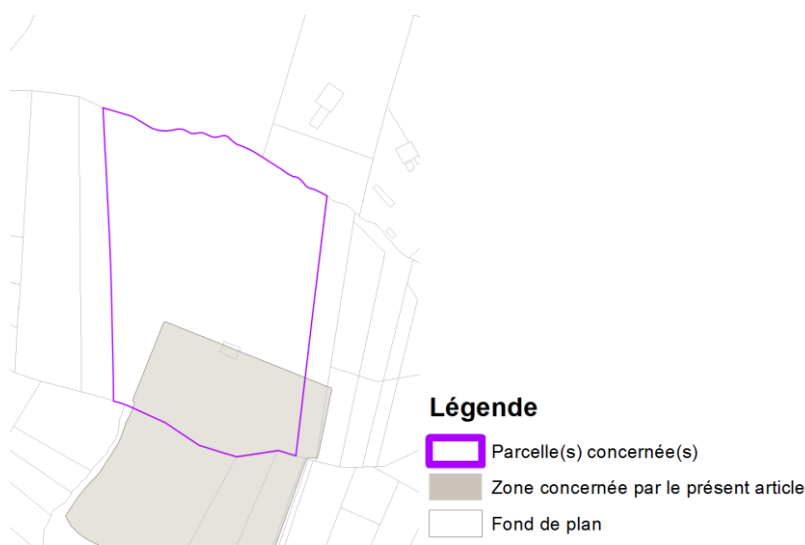 Légende
Parcelle(s) concernée(s)
Zone concernée par le présent article
Fond de plan